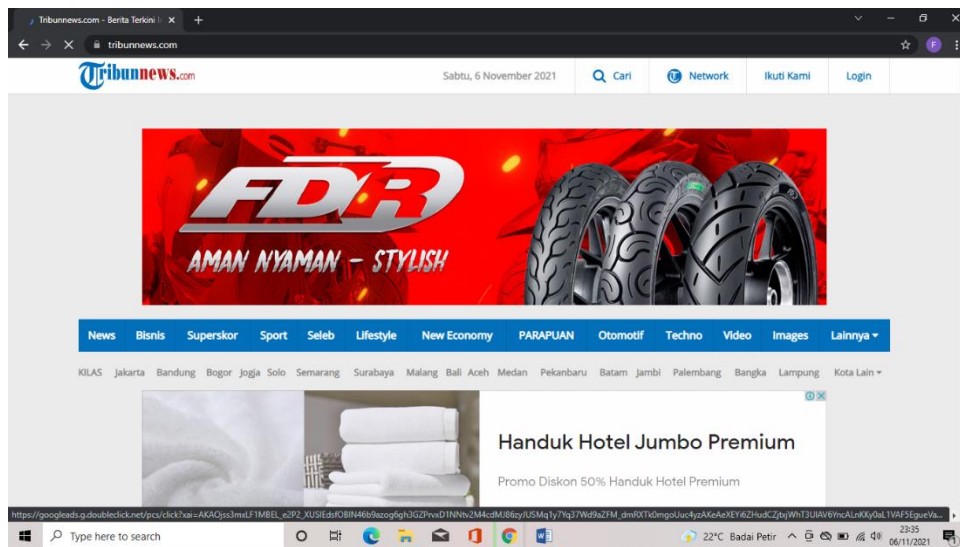 Tribunnews.com - Berita Terkini
tribunnews.com
F
Tribunnews.com
Sabtu, 6 November 2021
Cari
Network
Ikuti Kami
Login
FDR
AMAN NYAMAN - STYLISH
News Bisnis Superskor Sport Seleb Lifestyle New Economy PARAPUAN Otomotif Techno Video Images Lainnya
KILAS Jakarta Bandung Bogor Jogja Solo Semarang Surabaya Malang Bali Aceh Medan Pekanbaru Batam Jambi Palembang Bangka Lampung Kota Lain
Handuk Hotel Jumbo Premium
Promo Diskon 50% Handuk Hotel Premium
Type here to search
22°C Badai Petir
23:35
06/11/2021